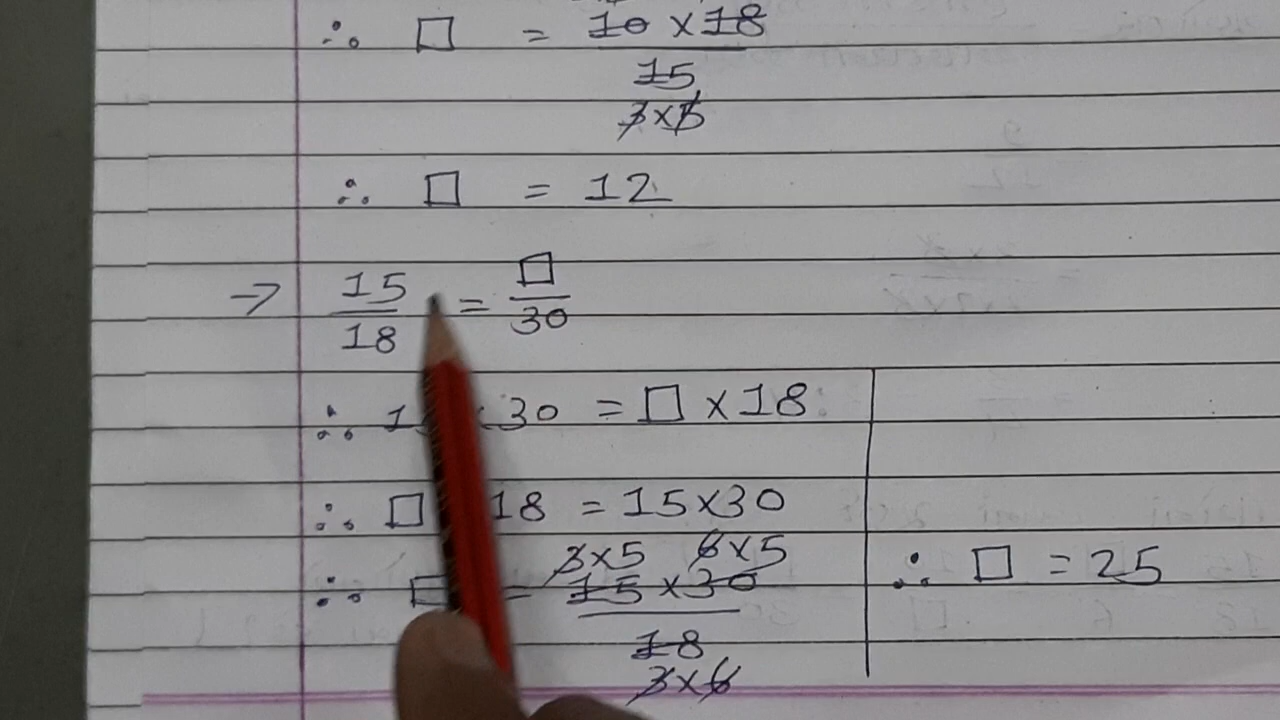 ∴ □ = 10 × 18
15
3×5
∴ □ = 12
→ 15/18 = □/30
∴ 1 × 30 = □ × 18
∴ □ 18 = 15×30
3×5 6×5
∴ □ = 15 × 30
18
3×6
∴ □ = 25